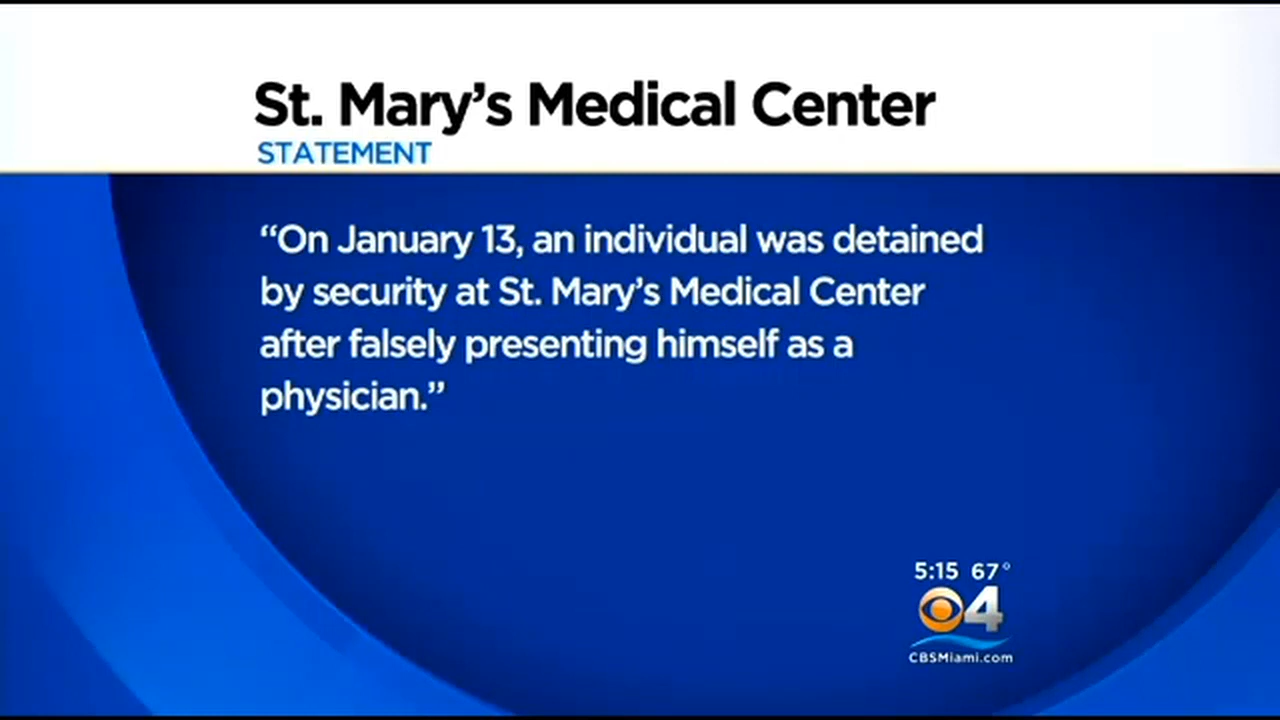 St. Mary’s Medical Center
STATEMENT
“On January 13, an individual was detained
by security at St. Mary’s Medical Center
after falsely presenting himself as a
physician.”
5:15 67°
4
CBSMiami.com